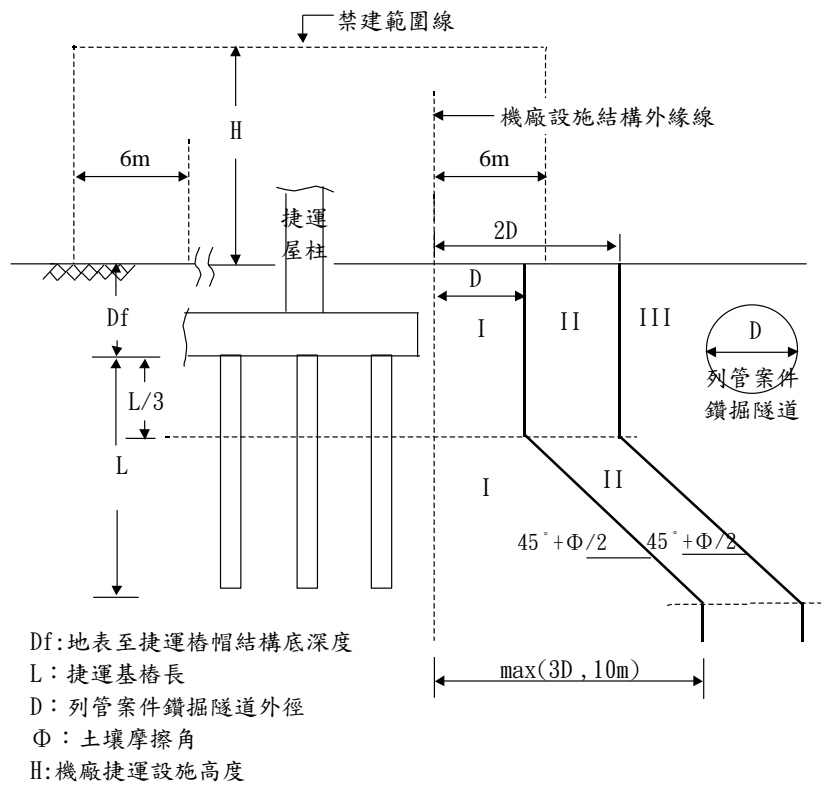 禁建範圍線
H
機廠設施結構外緣線
6m
6m
捷運
屋柱
2D
D
Df
I
II
III
D
列管案件
鑽掘隧道
L/3
L
I
II
45°+Φ/2
45°+Φ/2
max(3D,10m)
Df:地表至捷運樁帽結構底深度
L：捷運基樁長
D：列管案件鑽掘隧道外徑
Φ：土壤摩擦角
H:機廠捷運設施高度